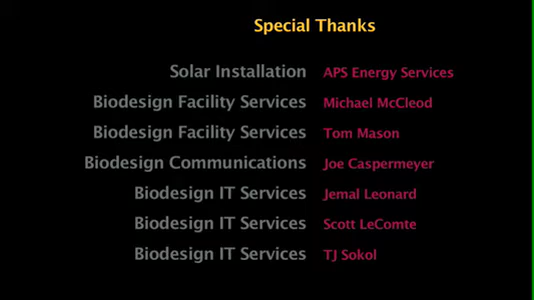 Special Thanks
Solar Installation APS Energy Services
Biodesign Facility Services Michael McCleod
Biodesign Facility Services Tom Mason
Biodesign Communications Joe Caspermeyer
Biodesign IT Services Jemal Leonard
Biodesign IT Services Scott LeComte
Biodesign IT Services TJ Sokol